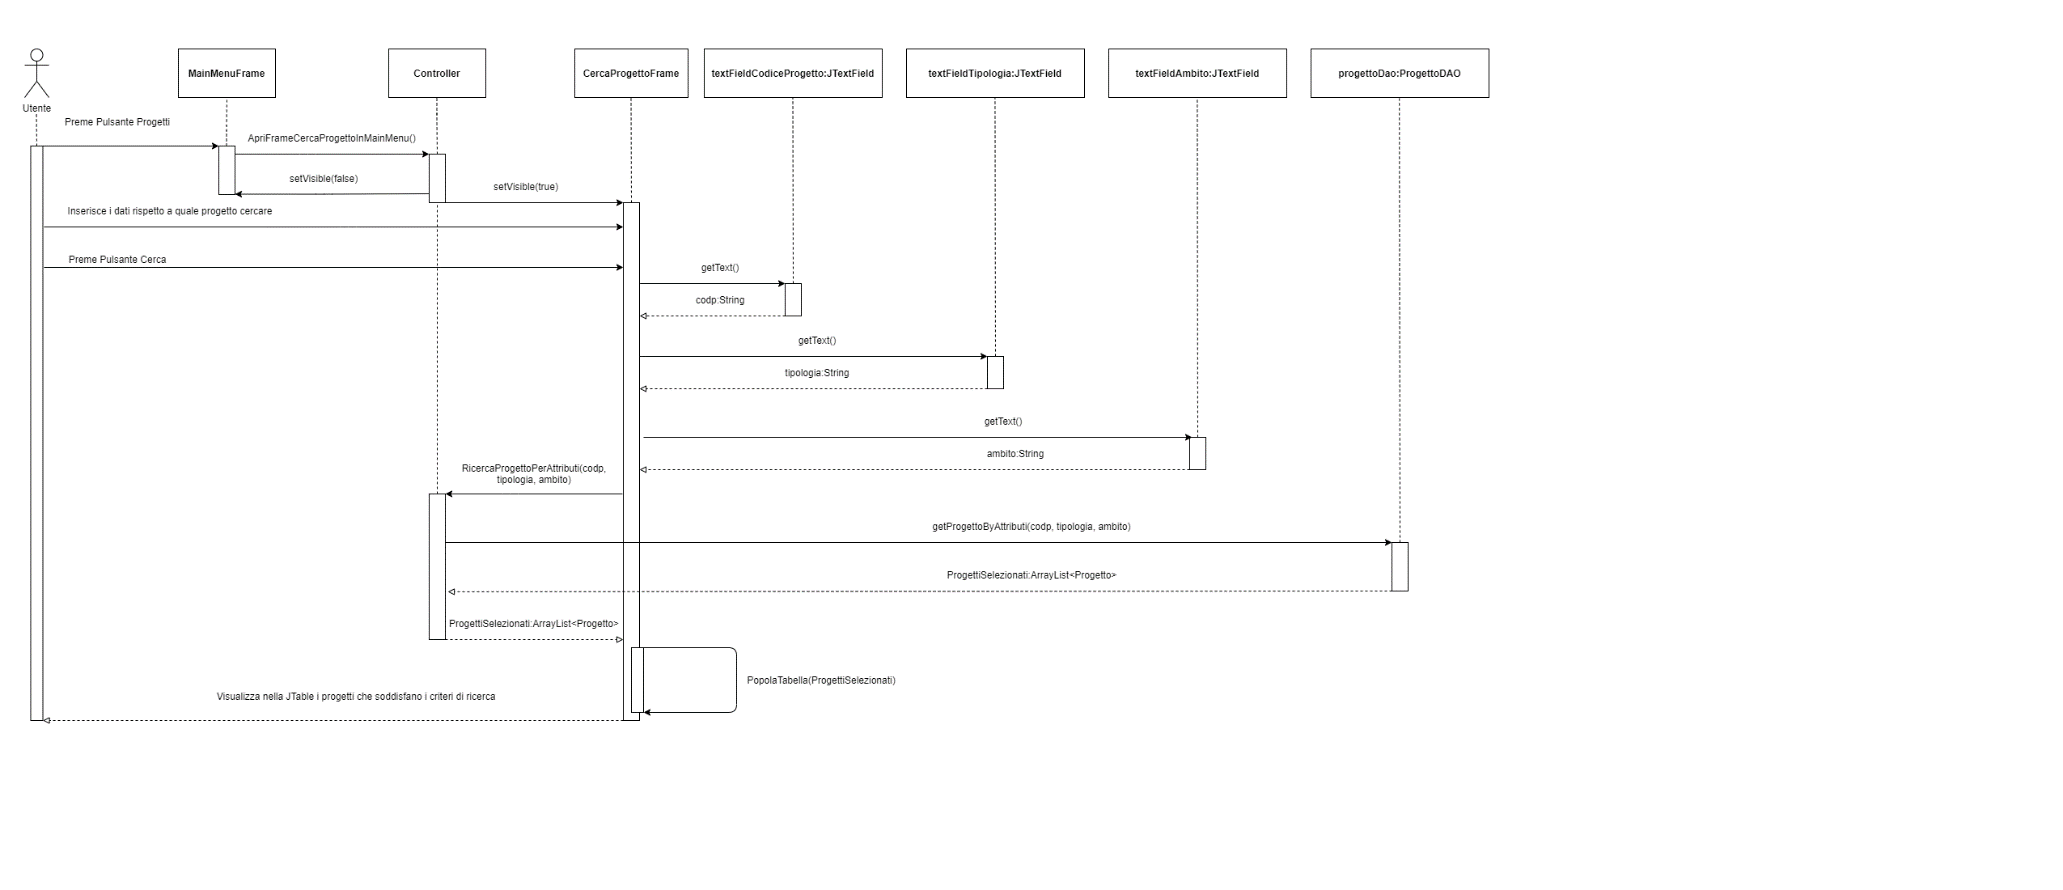 MainMenuFrame
Controller
CercaProgettoFrame
textFieldCodiceProgetto:JTextField
textFieldTipologia:JTextField
textFieldAmbito:JTextField
progettoDao:ProgettoDAO
Utente
Preme Pulsante Progetti
ApriFrameCercaProgettoInMainMenu()
setVisible(false)
setVisible(true)
Inserisce i dati rispetto a quale progetto cercare
Preme Pulsante Cerca
getText()
codp:String
getText()
tipologia:String
getText()
ambito:String
RicercaProgettoPerAttributi(codp,
tipologia, ambito)
getProgettoByAttributi(codp, tipologia, ambito)
ProgettiSelezionati:ArrayList<Progetto>
ProgettiSelezionati:ArrayList<Progetto>
PopolaTabella(ProgettiSelezionati)
Visualizza nella JTable i progetti che soddisfano i criteri di ricerca